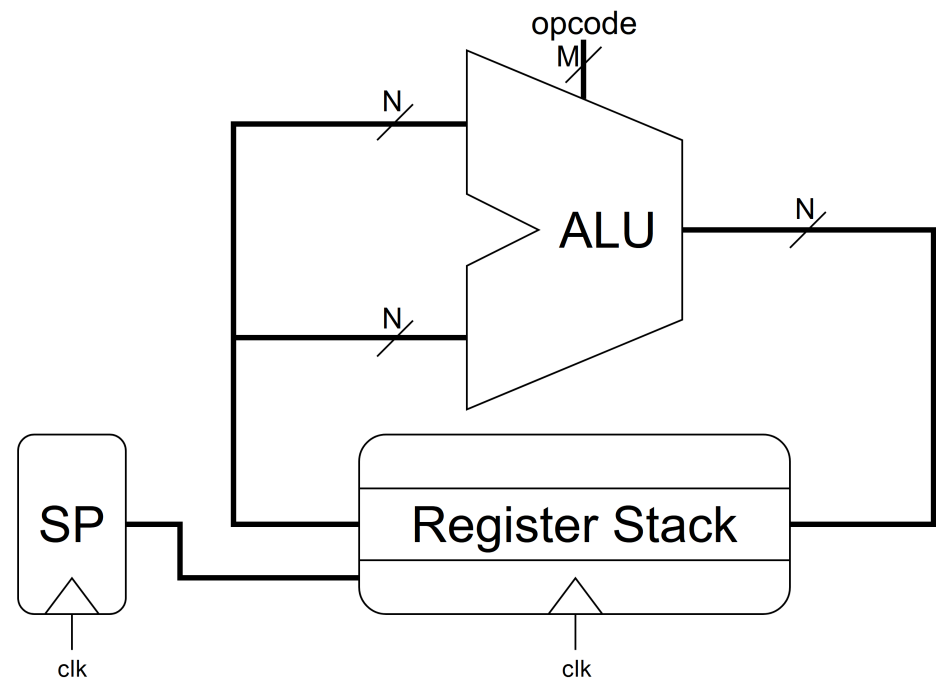 opcode
M
N
ALU
N
N
SP
Register Stack
clk
clk